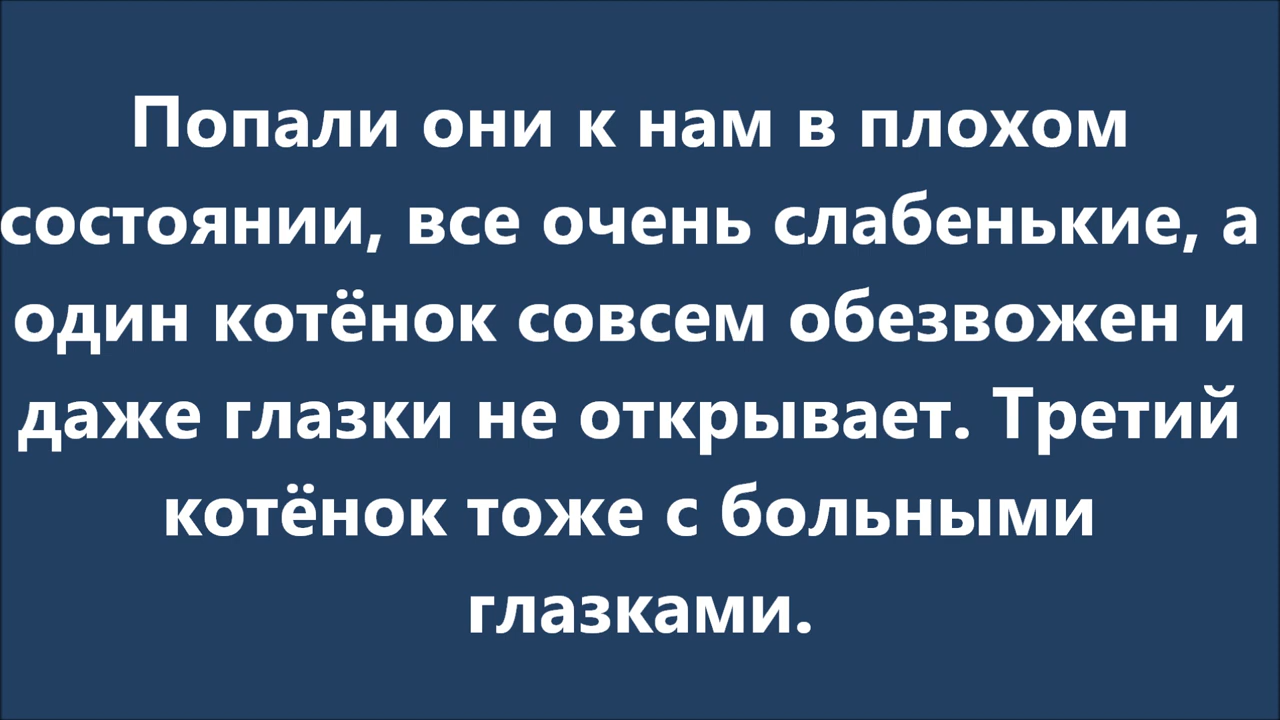 Попали они к нам в плохом
состоянии, все очень слабенькие, а
один котёнок совсем обезвожен и
даже глазки не открывает. Третий
котёнок тоже с больными
глазками.